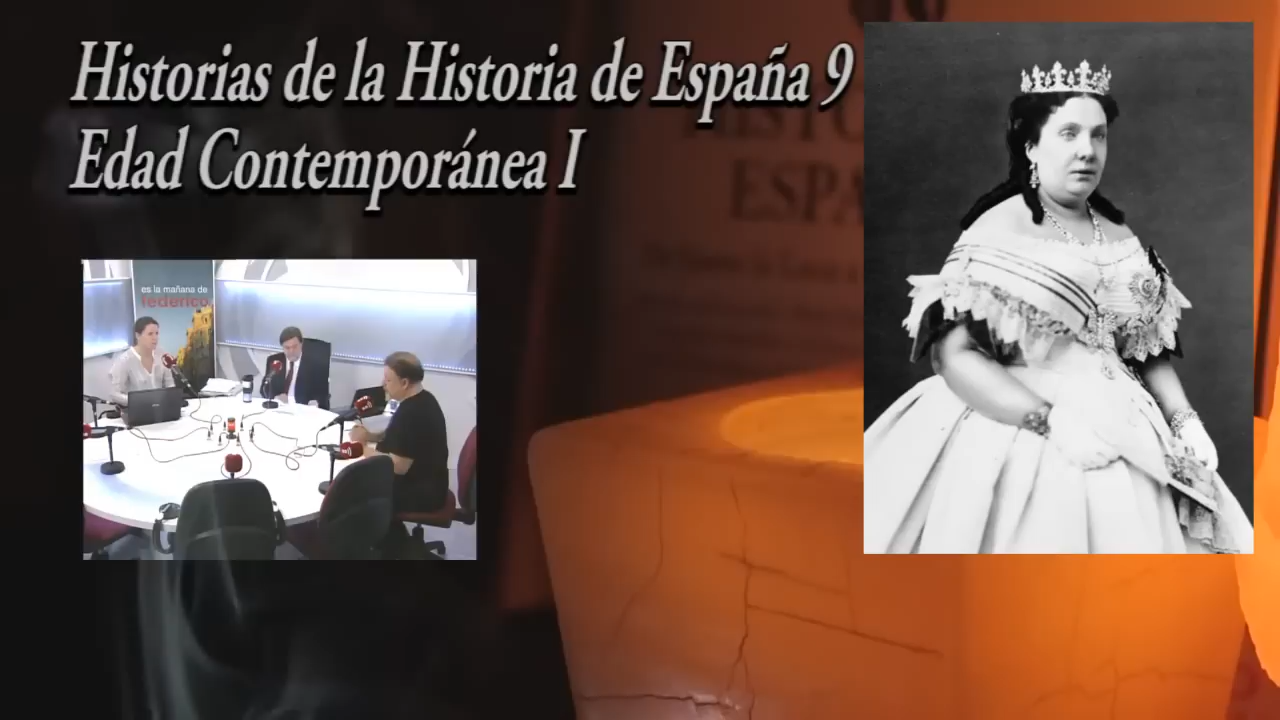 Historias de la Historia de España 9
Edad Contemporánea I
es la mañana de
federico